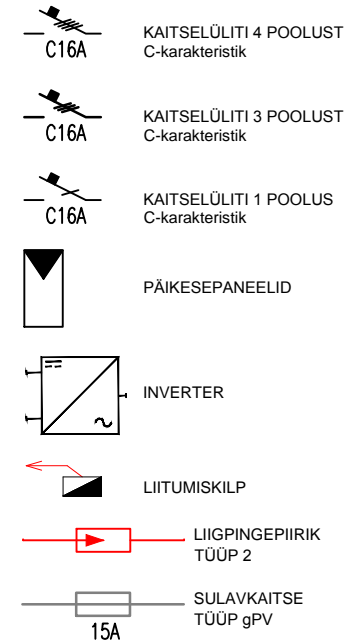 KAITSELÜLITI 4 POOLUST
C16A C-karakteristik
KAITSELÜLITI 3 POOLUST
C16A C-karakteristik
KAITSELÜLITI 1 POOLUS
C16A C-karakteristik
PÄIKESEPANEELID
INVERTER
LIITUMISKILP
LIIGPINGEPIIRIK
TÜÜP 2
SULAVKAITSE
TÜÜP gPV
15A